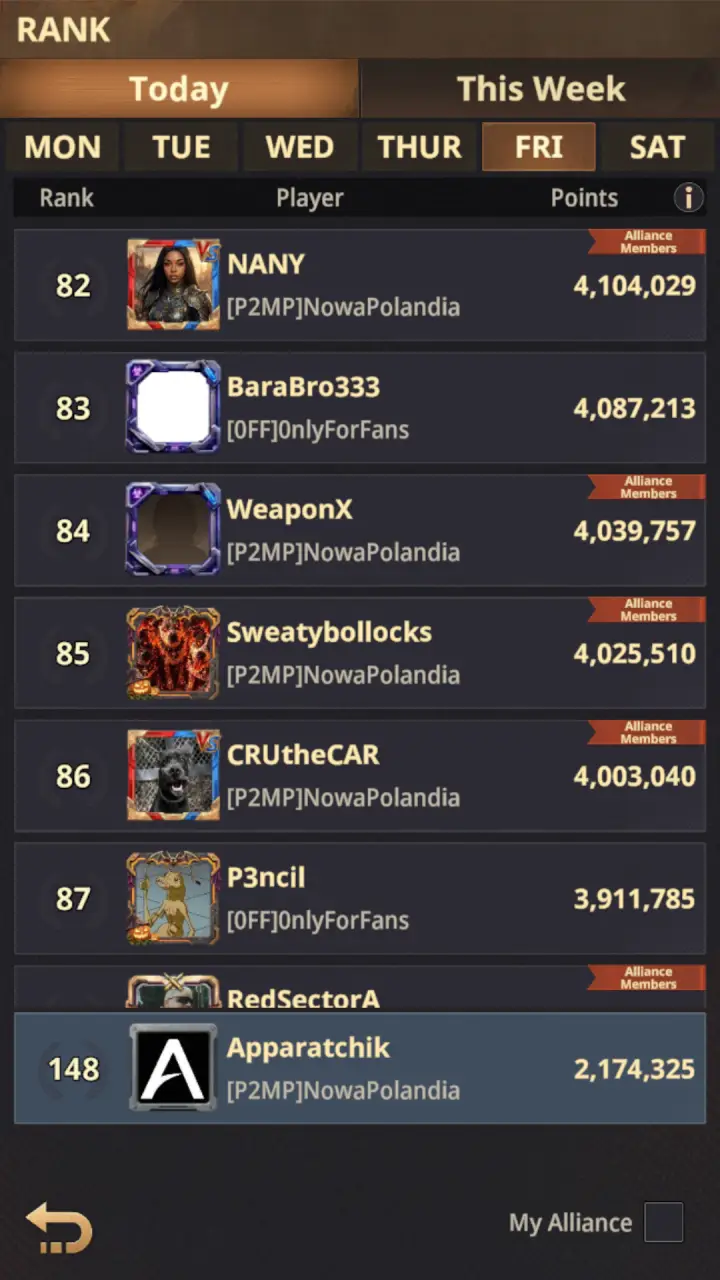 RANK
Today
This Week
MON TUE WED THUR FRI SAT
Rank Player Points i
Alliance Members
82 NANY 4,104,029
[P2MP]NowaPolandia
83 BaraBro333 4,087,213
[0FF]0nlyForFans
Alliance Members
84 WeaponX 4,039,757
[P2MP]NowaPolandia
Alliance Members
85 Sweatybollocks 4,025,510
[P2MP]NowaPolandia
Alliance Members
86 CRUtheCAR 4,003,040
[P2MP]NowaPolandia
87 P3ncil 3,911,785
[0FF]0nlyForFans
Alliance Members
RedSectorA
148 Apparatchik 2,174,325
[P2MP]NowaPolandia
My Alliance